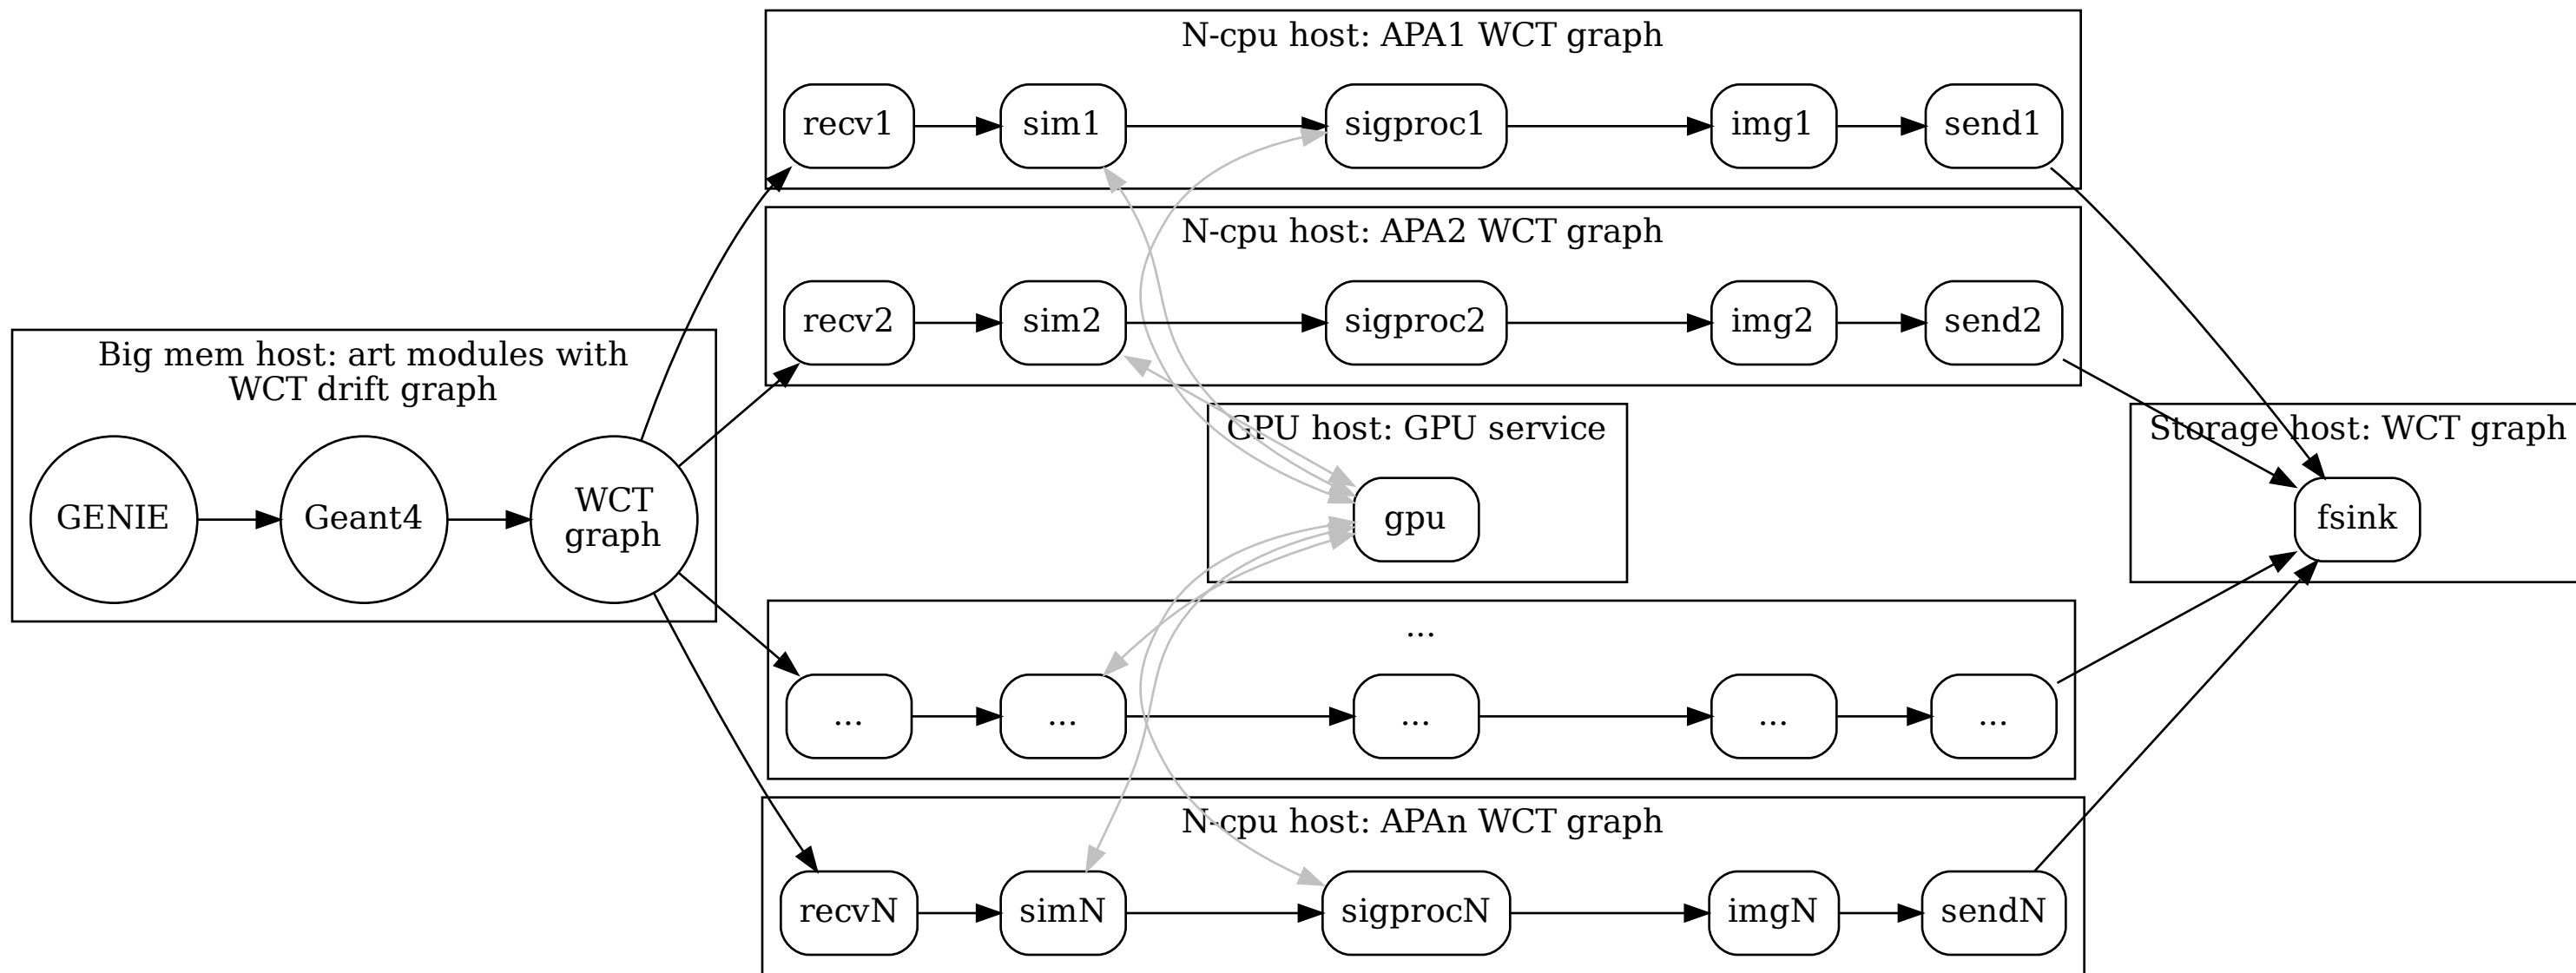 N-cpu host: APA1 WCT graph
recv1
sim1
sigproc1
img1
send1
N-cpu host: APA2 WCT graph
recv2
sim2
sigproc2
img2
send2
Big mem host: art modules with
WCT drift graph
GENIE
Geant4
WCT
graph
GPU host: GPU service
gpu
Storage host: WCT graph
fsink
...
...
...
...
...
...
N-cpu host: APAn WCT graph
recvN
simN
sigprocN
imgN
sendN